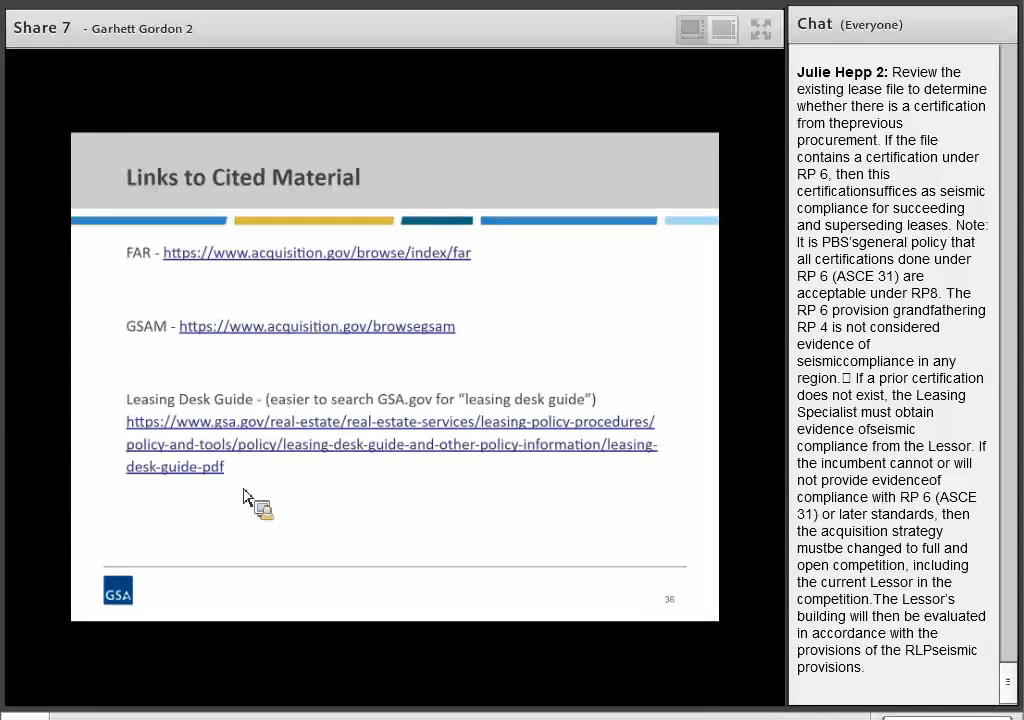 Share 7 - Garhett Gordon 2
Links to Cited Material
FAR - https://www.acquisition.gov/browse/index/far
GSAM - https://www.acquisition.gov/browsegsam
Leasing Desk Guide - (easier to search GSA.gov for “leasing desk guide”)
https://www.gsa.gov/real-estate/real-estate-services/leasing-policy-procedures/
policy-and-tools/policy/leasing-desk-guide-and-other-policy-information/leasing-
desk-guide-pdf
GSA
36
Chat (Everyone)
Julie Hepp 2: Review the
existing lease file to determine
whether there is a certification
from theprevious
procurement. If the file
contains a certification under
RP 6, then this
certificationsuffices as seismic
compliance for succeeding
and superseding leases. Note:
It is PBS’sgeneral policy that
all certifications done under
RP 6 (ASCE 31) are
acceptable under RP8. The
RP 6 provision grandfathering
RP 4 is not considered
evidence of
seismiccompliance in any
region. If a prior certification
does not exist, the Leasing
Specialist must obtain
evidence ofseismic
compliance from the Lessor. If
the incumbent cannot or will
not provide evidenceof
compliance with RP 6 (ASCE
31) or later standards, then
the acquisition strategy
mustbe changed to full and
open competition, including
the current Lessor in the
competition.The Lessor’s
building will then be evaluated
in accordance with the
provisions of the RLPseismic
provisions.